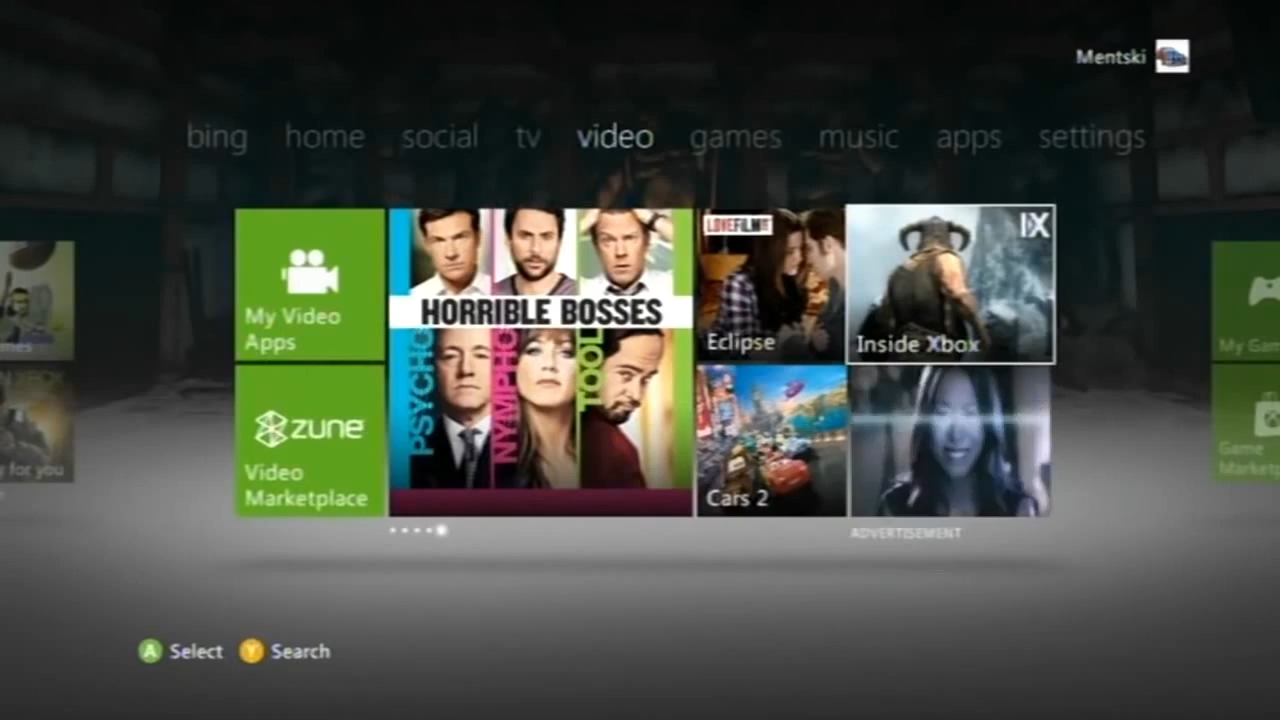 Mentski
bing home social tv video games music apps settings
My Video
Apps
HORRIBLE BOSSES
PSYCHO
NYMPHO
TOOL
LOVEFiLM
Eclipse
IX
Inside Xbox
zune
Video
Marketplace
Cars 2
ADVERTISEMENT
My Gam
Game
Market
y for you
A Select Y Search